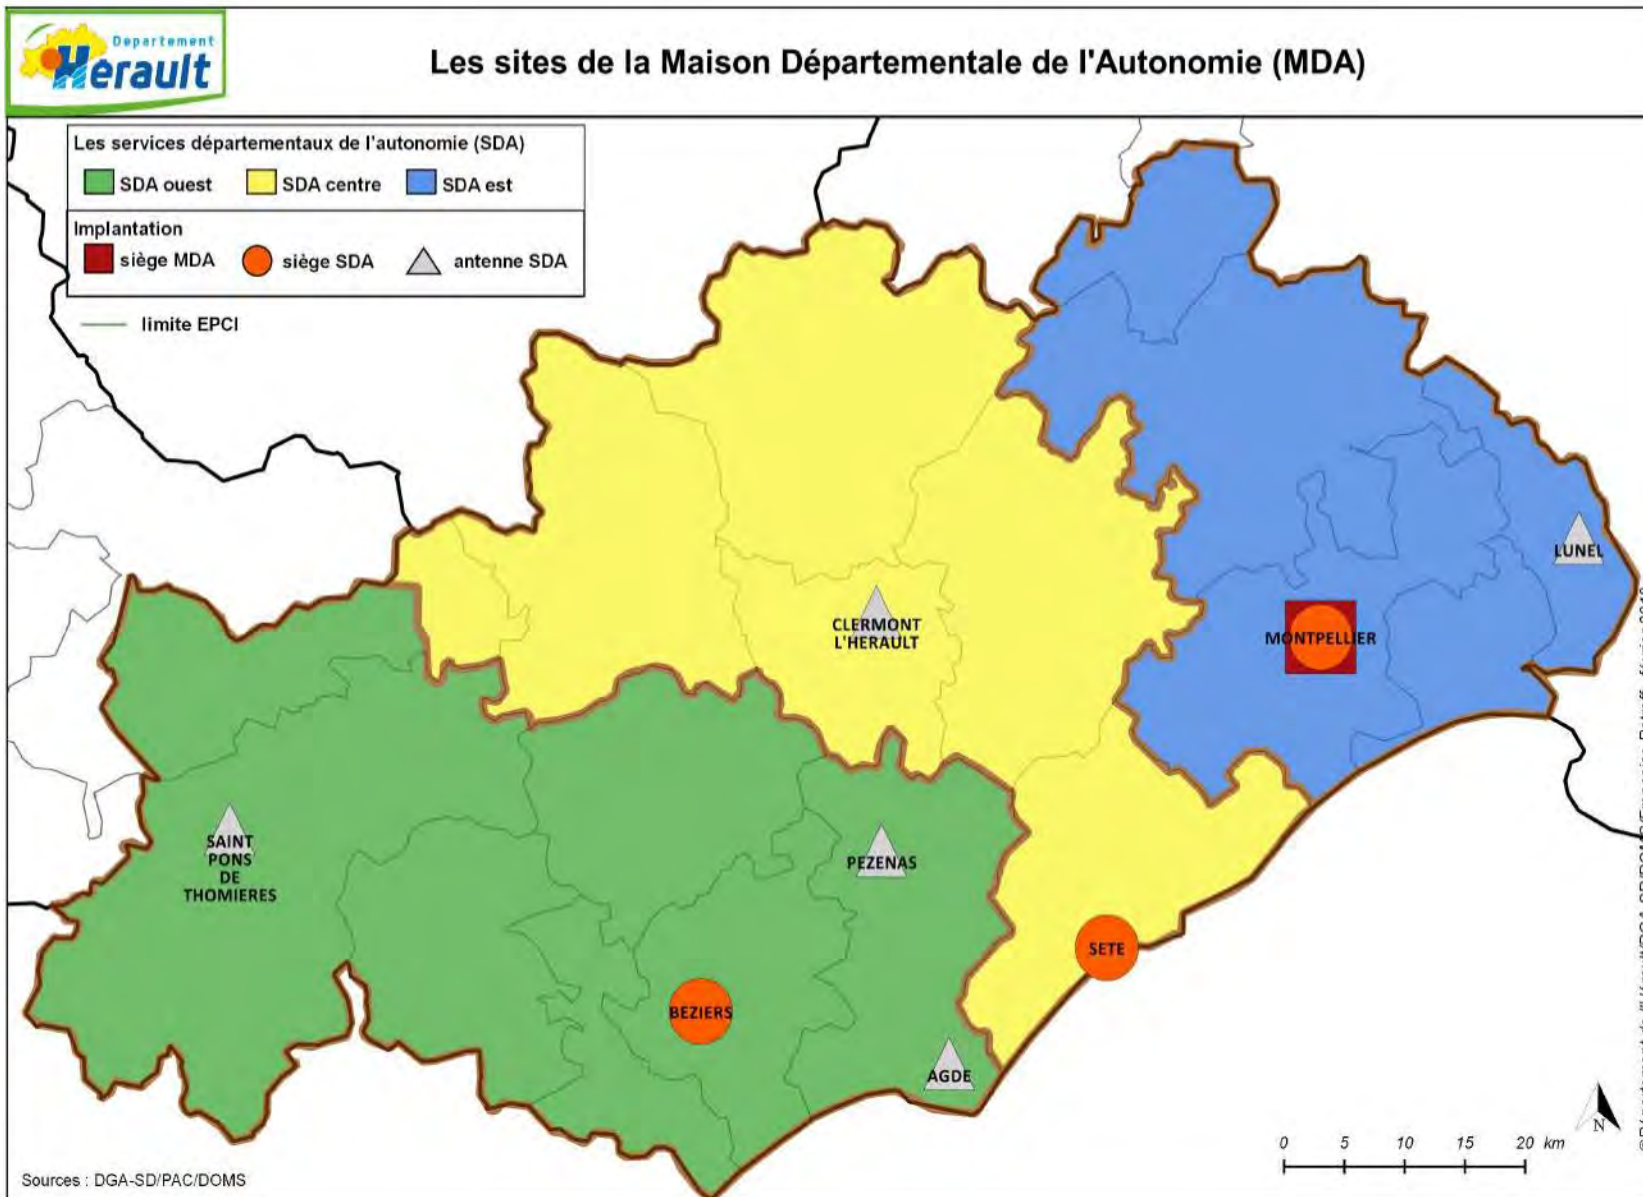 Département
Hérault
Les sites de la Maison Départementale de l'Autonomie (MDA)
Les services départementaux de l'autonomie (SDA)
SDA ouest SDA centre SDA est
Implantation
siège MDA siège SDA antenne SDA
limite EPCI
LUNEL
CLERMONT
L'HERAULT
MONTPELLIER
SAINT
PONS
DE
THOMIERES
PEZENAS
SETE
BEZIERS
AGDE
N
0 5 10 15 20 km
Sources : DGA-SD/PAC/DOMS